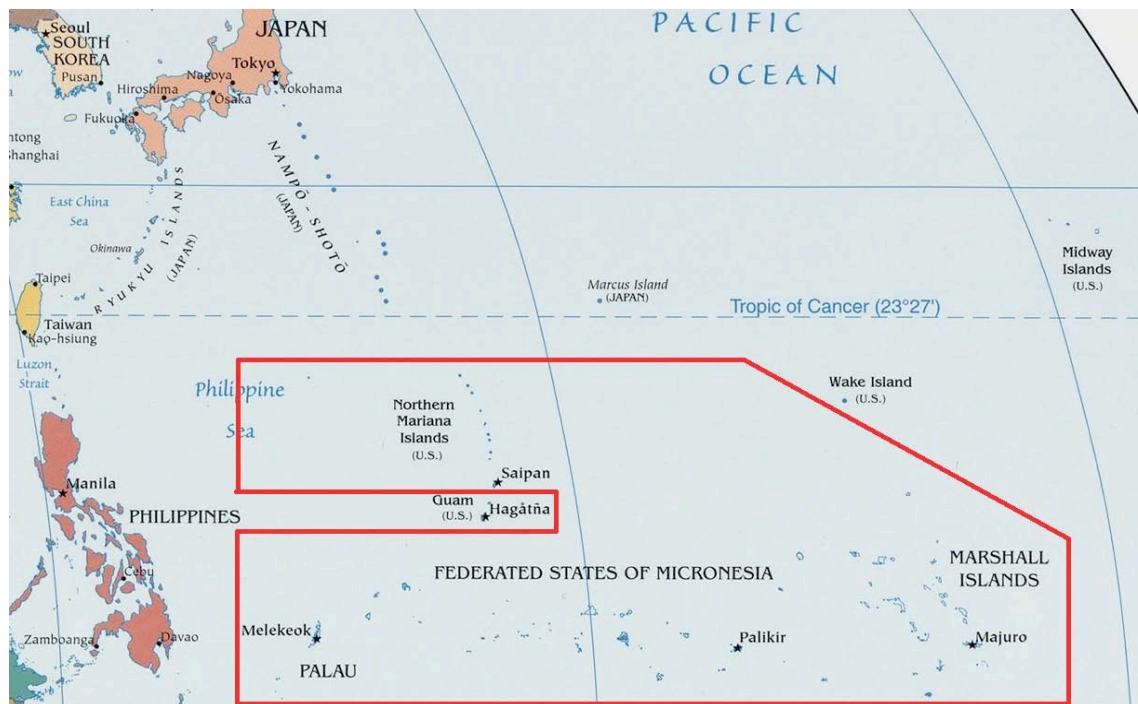 PACIFIC
OCEAN
Seoul
SOUTH
KOREA
Pusan
JAPAN
Tokyo
Nagoya
Yokohama
Hiroshima
Ōsaka
Fukuoka
Shanghai
East China
Sea
NAMPŌ - SHOTŌ
(JAPAN)
RYUKYU ISLANDS
(JAPAN)
Okinawa
Taipei
Taiwan
Kao-hsiung
Luzon
Strait
Marcus Island
(JAPAN)
Tropic of Cancer (23°27')
Midway
Islands
(U.S.)
Philippine
Sea
Northern
Mariana
Islands
(U.S.)
Wake Island
(U.S.)
Saipan
Guam
(U.S.)
Hagåtña
Manila
PHILIPPINES
Cebu
Zamboanga
Davao
FEDERATED STATES OF MICRONESIA
MARSHALL
ISLANDS
Melekeok
PALAU
Palikir
Majuro